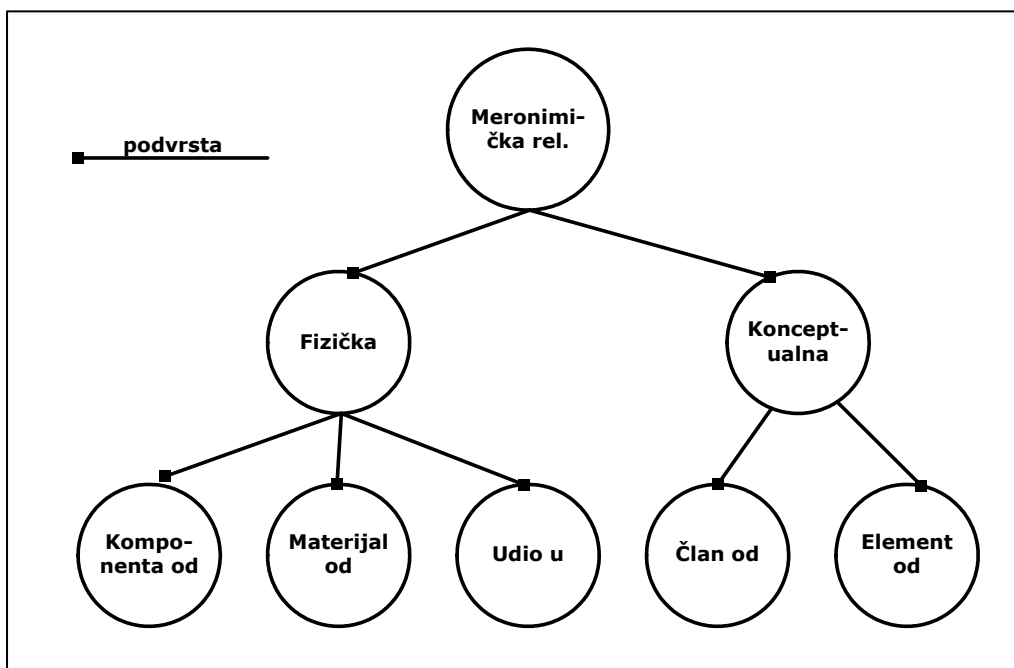 Meronimi-
čka rel.
podvrsta
Fizička
Koncept-
ualna
Kompo-
nenta od
Materijal
od
Udio u
Član od
Element
od